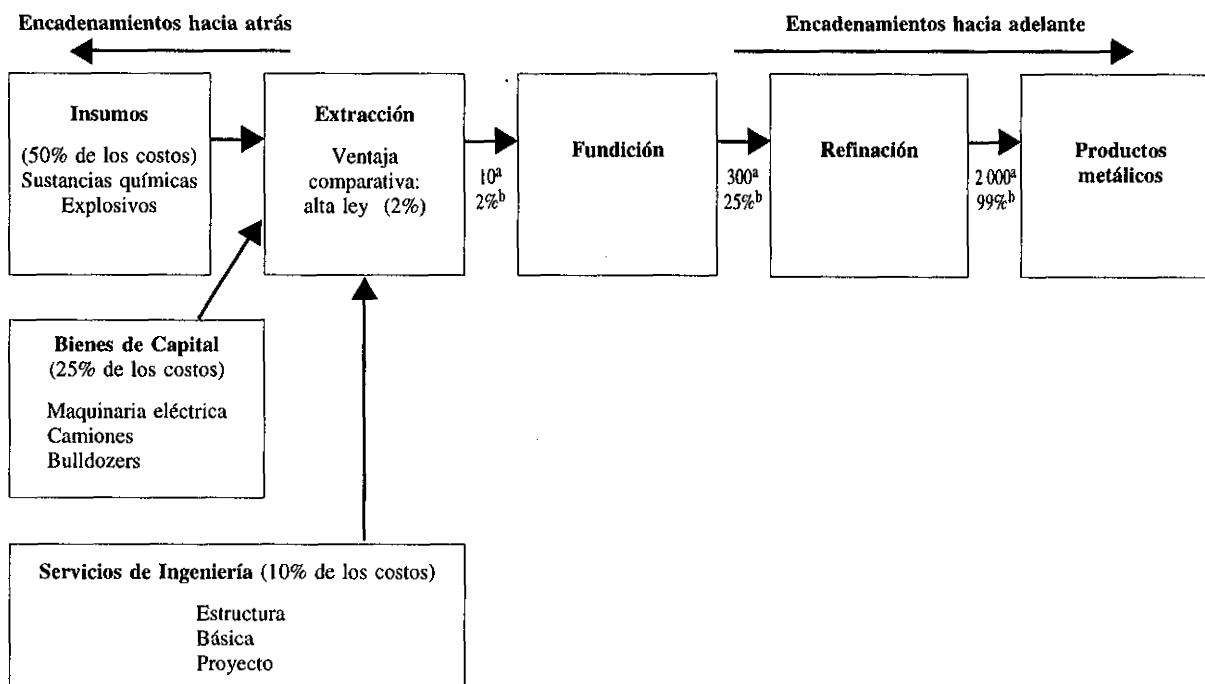 Encadenamientos hacia atrás
Encadenamientos hacia adelante
Insumos
(50% de los costos)
Sustancias químicas
Explosivos
Extracción
Ventaja
comparativa:
alta ley (2%)
10ª
2%ᵇ
Fundición
300ª
25%ᵇ
Refinación
2 000ª
99%ᵇ
Productos
metálicos
Bienes de Capital
(25% de los costos)
Maquinaria eléctrica
Camiones
Bulldozers
Servicios de Ingeniería (10% de los costos)
Estructura
Básica
Proyecto